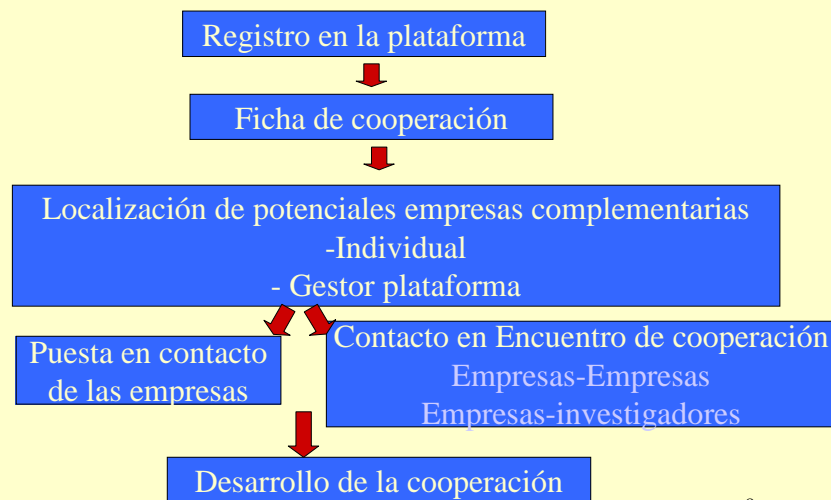 Registro en la plataforma
Ficha de cooperación
Localización de potenciales empresas complementarias
-Individual
- Gestor plataforma
Puesta en contacto
de las empresas
Contacto en Encuentro de cooperación
Empresas-Empresas
Empresas-investigadores
Desarrollo de la cooperación